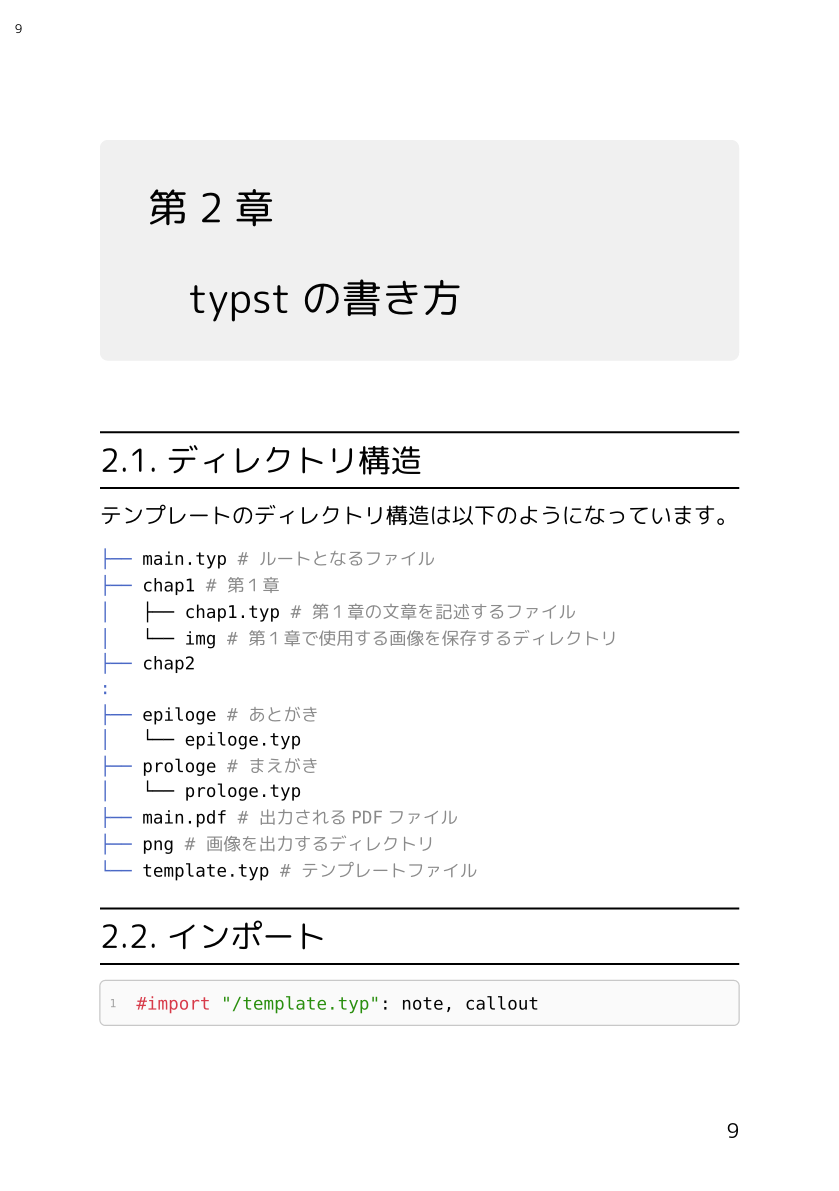 9
第 2 章
typst の書き方
2.1. ディレクトリ構造
テンプレートのディレクトリ構造は以下のようになっています。
├── main.typ # ルートとなるファイル
├── chap1 # 第１章
│   ├── chap1.typ # 第１章の文章を記述するファイル
│   └── img # 第１章で使用する画像を保存するディレクトリ
├── chap2
:
├── epiloge # あとがき
│   └── epiloge.typ
├── prologe # まえがき
│   └── prologe.typ
├── main.pdf # 出力される PDF ファイル
├── png # 画像を出力するディレクトリ
└── template.typ # テンプレートファイル
2.2. インポート
1 #import "/template.typ": note, callout
9